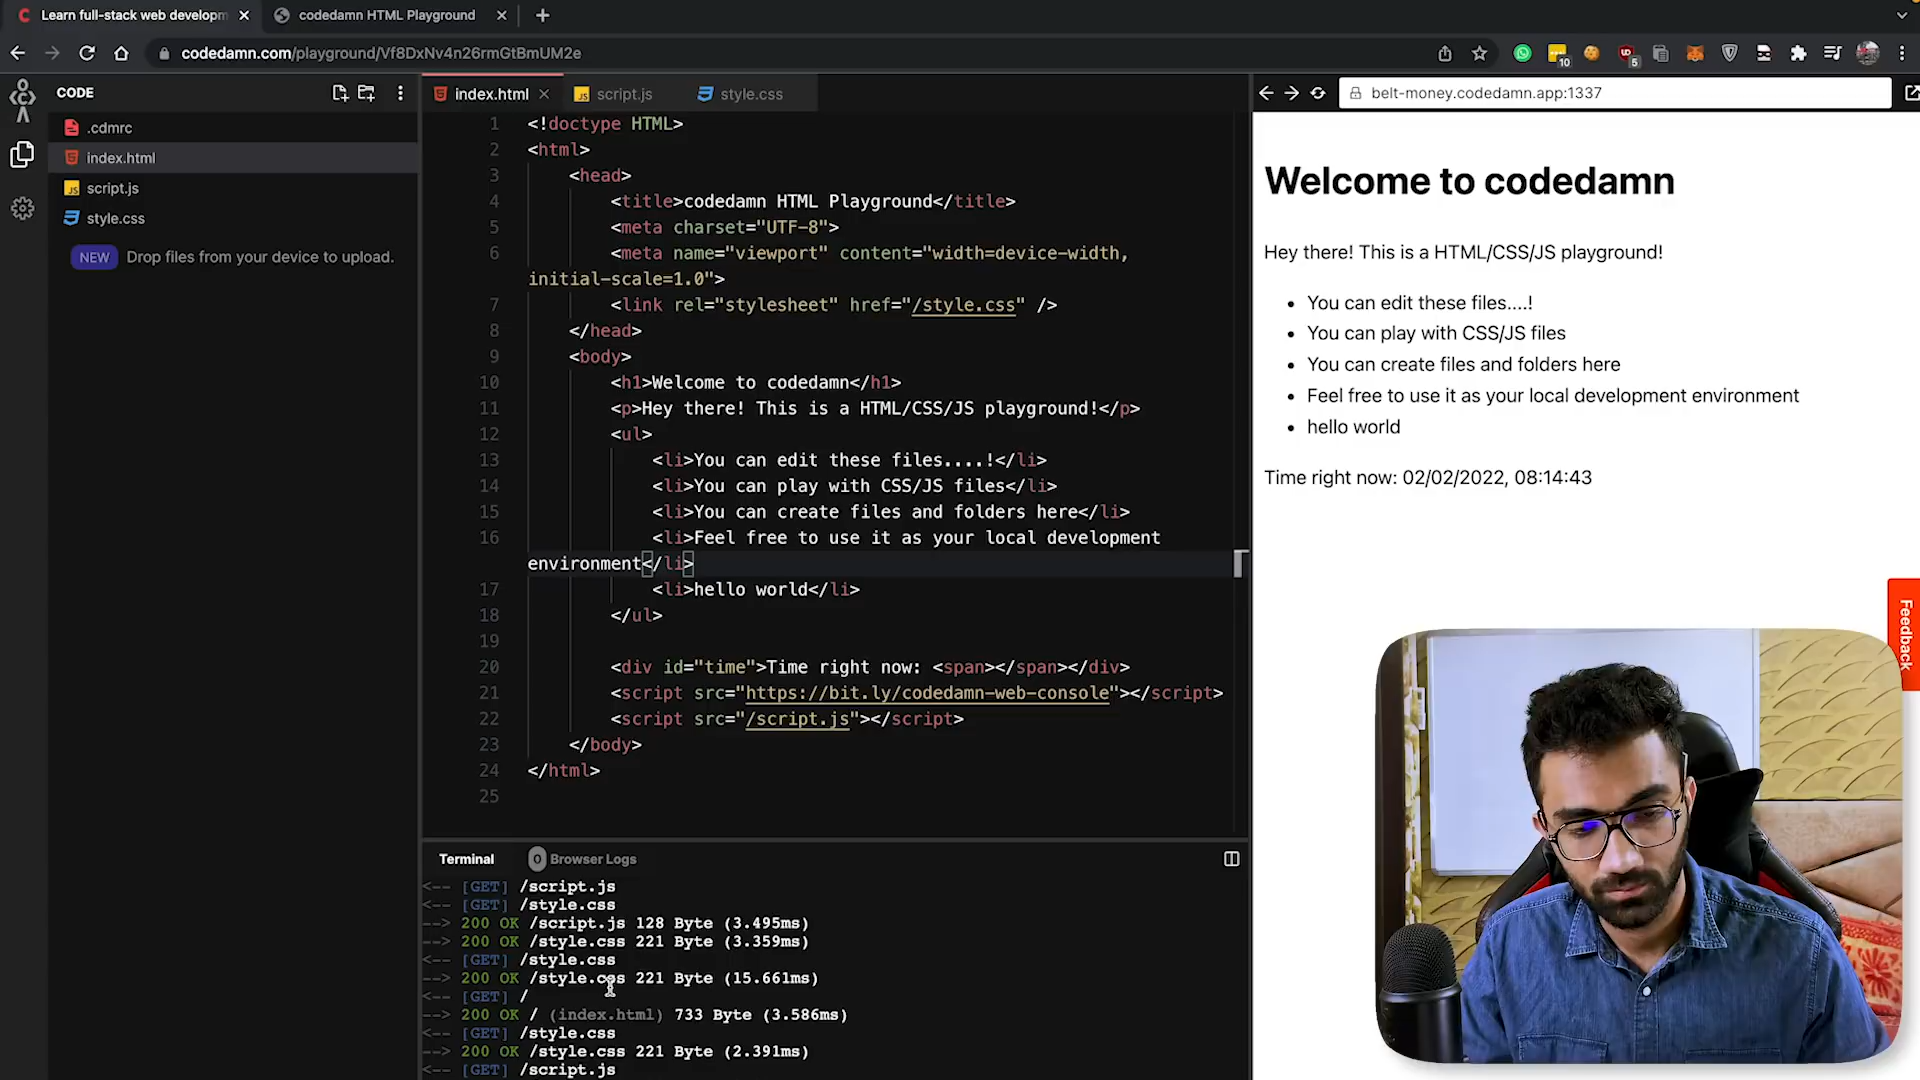 Learn full-stack web developm
codedamn HTML Playground
codedamn.com/playground/Vf8DxNv4n26rmGtBmUM2e
10
5
CODE
.cdmrc
index.html
script.js
style.css
NEW Drop files from your device to upload.
index.html
script.js
style.css
1 <!doctype HTML>
2 <html>
3 <head>
4 <title>codedamn HTML Playground</title>
5 <meta charset="UTF-8">
6 <meta name="viewport" content="width=device-width,
initial-scale=1.0">
7 <link rel="stylesheet" href="/style.css" />
8 </head>
9 <body>
10 <h1>Welcome to codedamn</h1>
11 <p>Hey there! This is a HTML/CSS/JS playground!</p>
12 <ul>
13 <li>You can edit these files....!</li>
14 <li>You can play with CSS/JS files</li>
15 <li>You can create files and folders here</li>
16 <li>Feel free to use it as your local development
environment</li>
17 <li>hello world</li>
18 </ul>
19
20 <div id="time">Time right now: <span></span></div>
21 <script src="https://bit.ly/codedamn-web-console"></script>
22 <script src="/script.js"></script>
23 </body>
24 </html>
25
Terminal
0 Browser Logs
<-- [GET] /script.js
<-- [GET] /style.css
--> 200 OK /script.js 128 Byte (3.495ms)
--> 200 OK /style.css 221 Byte (3.359ms)
<-- [GET] /style.css
--> 200 OK /style.css 221 Byte (15.661ms)
<-- [GET] /
--> 200 OK / (index.html) 733 Byte (3.586ms)
<-- [GET] /style.css
--> 200 OK /style.css 221 Byte (2.391ms)
<-- [GET] /script.js
belt-money.codedamn.app:1337
Welcome to codedamn
Hey there! This is a HTML/CSS/JS playground!
• You can edit these files....!
• You can play with CSS/JS files
• You can create files and folders here
• Feel free to use it as your local development environment
• hello world
Time right now: 02/02/2022, 08:14:43
Feedback